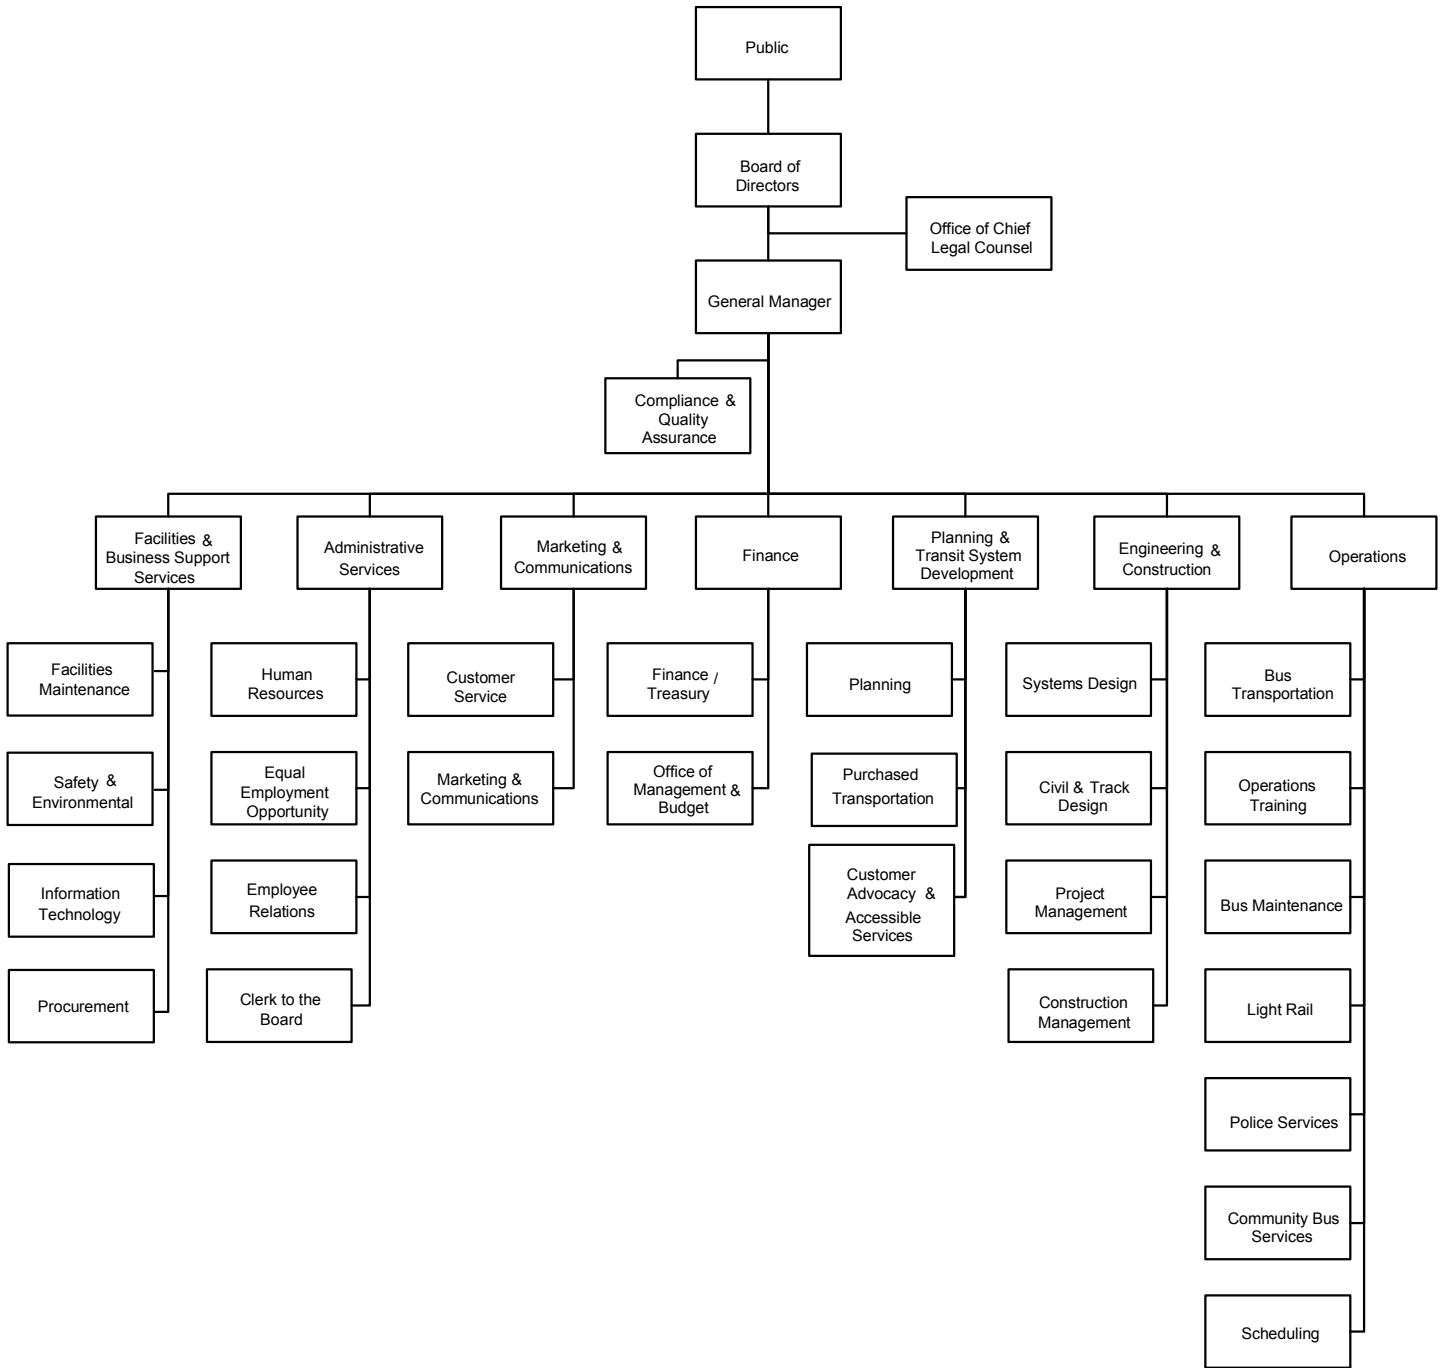 Public
Board of
Directors
Office of Chief
Legal Counsel
General Manager
Compliance &
Quality
Assurance
Facilities &
Business Support
Services
Administrative
Services
Marketing &
Communications
Finance
Planning &
Transit System
Development
Engineering &
Construction
Operations
Facilities
Maintenance
Human
Resources
Customer
Service
Finance /
Treasury
Planning
Systems Design
Bus
Transportation
Safety &
Environmental
Equal
Employment
Opportunity
Marketing &
Communications
Office of
Management &
Budget
Purchased
Transportation
Civil & Track
Design
Operations
Training
Information
Technology
Employee
Relations
Customer
Advocacy &
Accessible
Services
Project
Management
Bus Maintenance
Procurement
Clerk to the
Board
Construction
Management
Light Rail
Police Services
Community Bus
Services
Scheduling